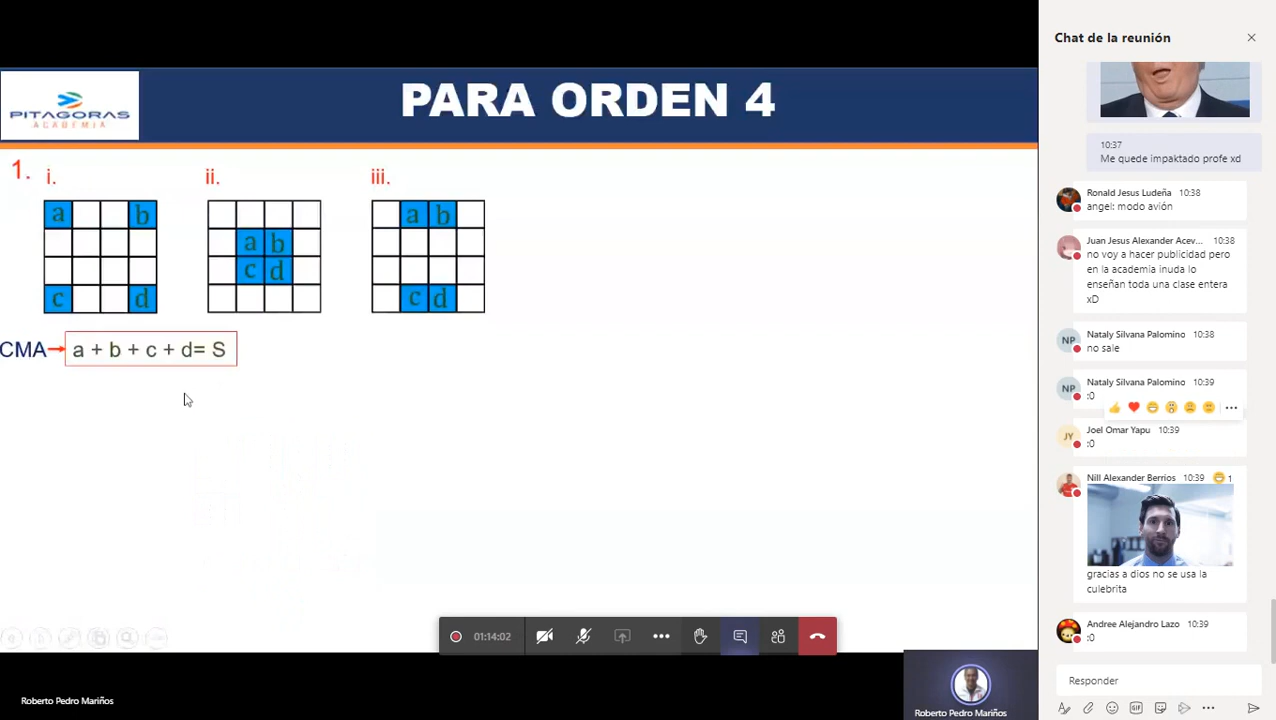 PITAGORAS
ACADEMIA
PARA ORDEN 4
1.
i.
ii.
iii.
a b
c d
a b
c d
a b
c d
CMA→ a + b + c + d= S
01:14:02
Roberto Pedro Mariños
Roberto Pedro Mariños
Chat de la reunión
10:37
Me quede impaktado profe xd
Ronald Jesus Ludeña 10:38
angel: modo avión
Juan Jesus Alexander Acev... 10:38
no voy a hacer publicidad pero
en la academia inuda lo
enseñan toda una clase entera
xD
NP
Nataly Silvana Palomino 10:38
no sale
NP
Nataly Silvana Palomino 10:39
:0
JY
Joel Omar Yapu 10:39
:0
Nill Alexander Berrios 10:39 1
gracias a dios no se usa la
culebrita
Andree Alejandro Lazo 10:39
:0
Responder
GIF